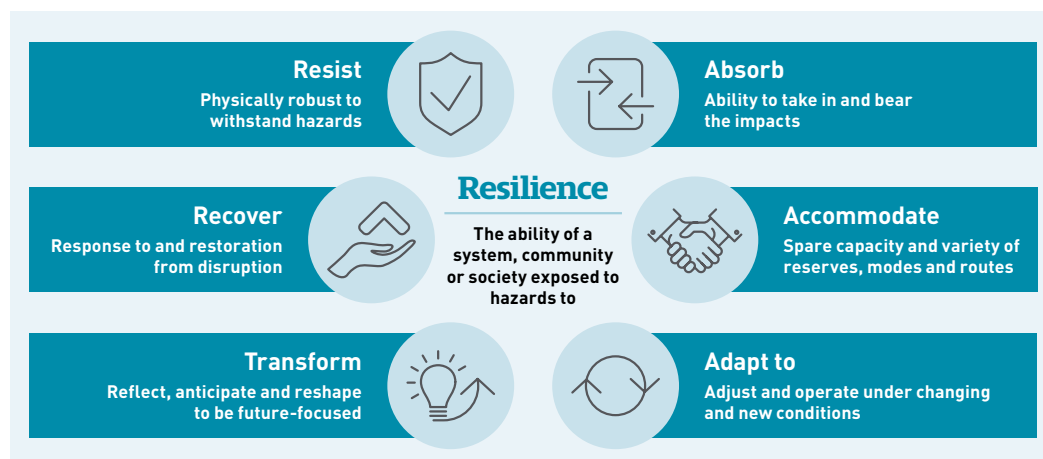 Resist
Physically robust to
withstand hazards
Absorb
Ability to take in and bear
the impacts
Resilience
The ability of a
system, community
or society exposed to
hazards to
Recover
Response to and restoration
from disruption
Accommodate
Spare capacity and variety of
reserves, modes and routes
Transform
Reflect, anticipate and reshape
to be future-focused
Adapt to
Adjust and operate under changing
and new conditions